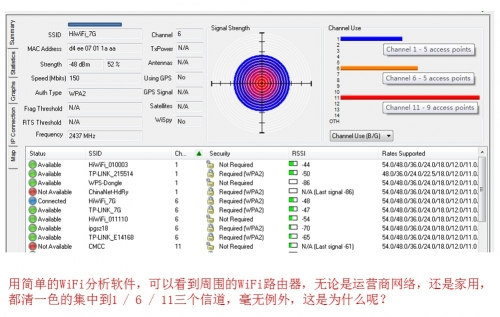 SSID HiWiFi_7G
MAC Address d4 ee 07 01 1a aa
Strength -48 dBm 52 %
Speed (Mbits) 150
Auth Type WPA2
Frag Threshold N/A
RTS Threshold N/A
Frequency 2437 MHz
Channel 6
TxPower N/A
Antennas N/A
Using GPS No
GPS Signal N/A
Satellites N/A
WiSpy No
Signal Strength
Channel Use
1
2
3
4
5
6
7
8
9
10
11
12
13
14
OTH
Channel 1 - 5 access points
Channel 6 - 5 access points
Channel 11 - 9 access points
Channel Use (B/G)
Summary
Statistics
Graphs
IP Connection
Map
Status SSID Ch... Security RSSI Rates Supported
Available HiWiFi_010003 1 Not Required -44 54.0/48.0/36.0/24.0/18.0/12.0/11.0
Available TP-LINK_215514 1 Required (WPA2) -50 48.0/36.0/24.0/22.0/18.0/12.0/11.0
Available WPS-Dongle 1 Not Required -86 54.0/48.0/36.0/24.0/18.0/12.0/11.0
Not Available ChinaNet-HdRy 1 Required (WPA2) N/A (Last signal -86) 54.0/48.0/36.0/24.0/18.0/12.0/11.0
Connected HiWiFi_7G 6 Required (WPA2) -48 54.0/48.0/36.0/24.0/18.0/12.0/11.0
Available TP-LINK_7G 6 Required (WPA2) -47 54.0/48.0/36.0/24.0/18.0/12.0/11.0
Available HiWiFi_011110 6 Not Required -54 54.0/48.0/36.0/24.0/18.0/12.0/11.0
Available ipgsz18 6 Required (WPA2) -70 54.0/48.0/36.0/24.0/18.0/12.0/11.0
Available TP-LINK_E14168 6 Required (WPA2) -65 54.0/48.0/36.0/24.0/18.0/12.0/11.0
Not Available CMCC 11 Not Required N/A (Last signal -61) 54.0/48.0/36.0/24.0/18.0/12.0/11.0
用简单的WiFi分析软件，可以看到周围的WiFi路由器，无论是运营商网络，还是家用，
都清一色的集中到1 / 6 / 11三个信道，毫无例外，这是为什么呢？